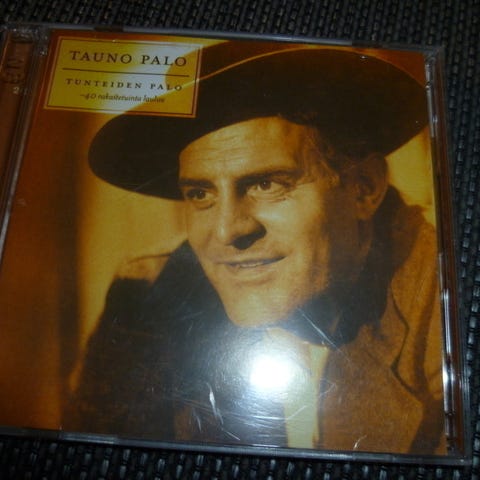 TAUNO PALO
TUNTEIDEN PALO
–40 rakastetuinta laulua